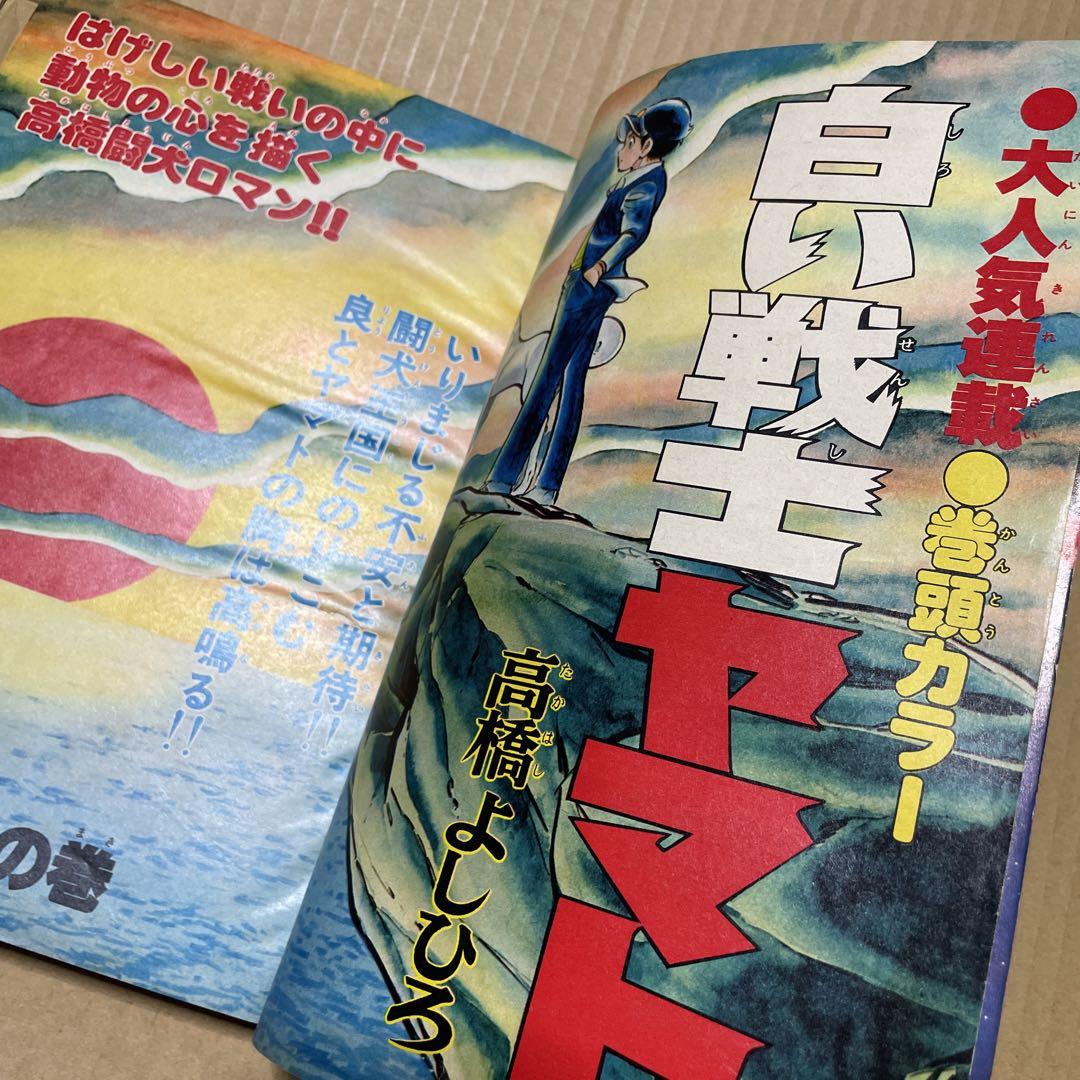 ●大人気連載●巻頭カラー
白い戦士
ヤマト
高橋よしひろ
はげしい戦いの中に
動物の心を描く
高橋闘犬ロマン!!
いりまじる不安と期待!!
闘犬王国にのりこむ
良とヤマトの胸は高鳴る!!
の巻